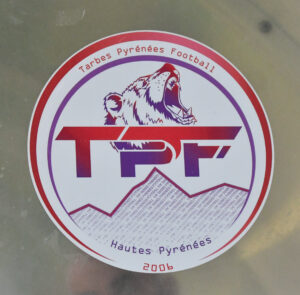 Tarbes Pyrénées Football
TPF
Hautes Pyrénées
2006